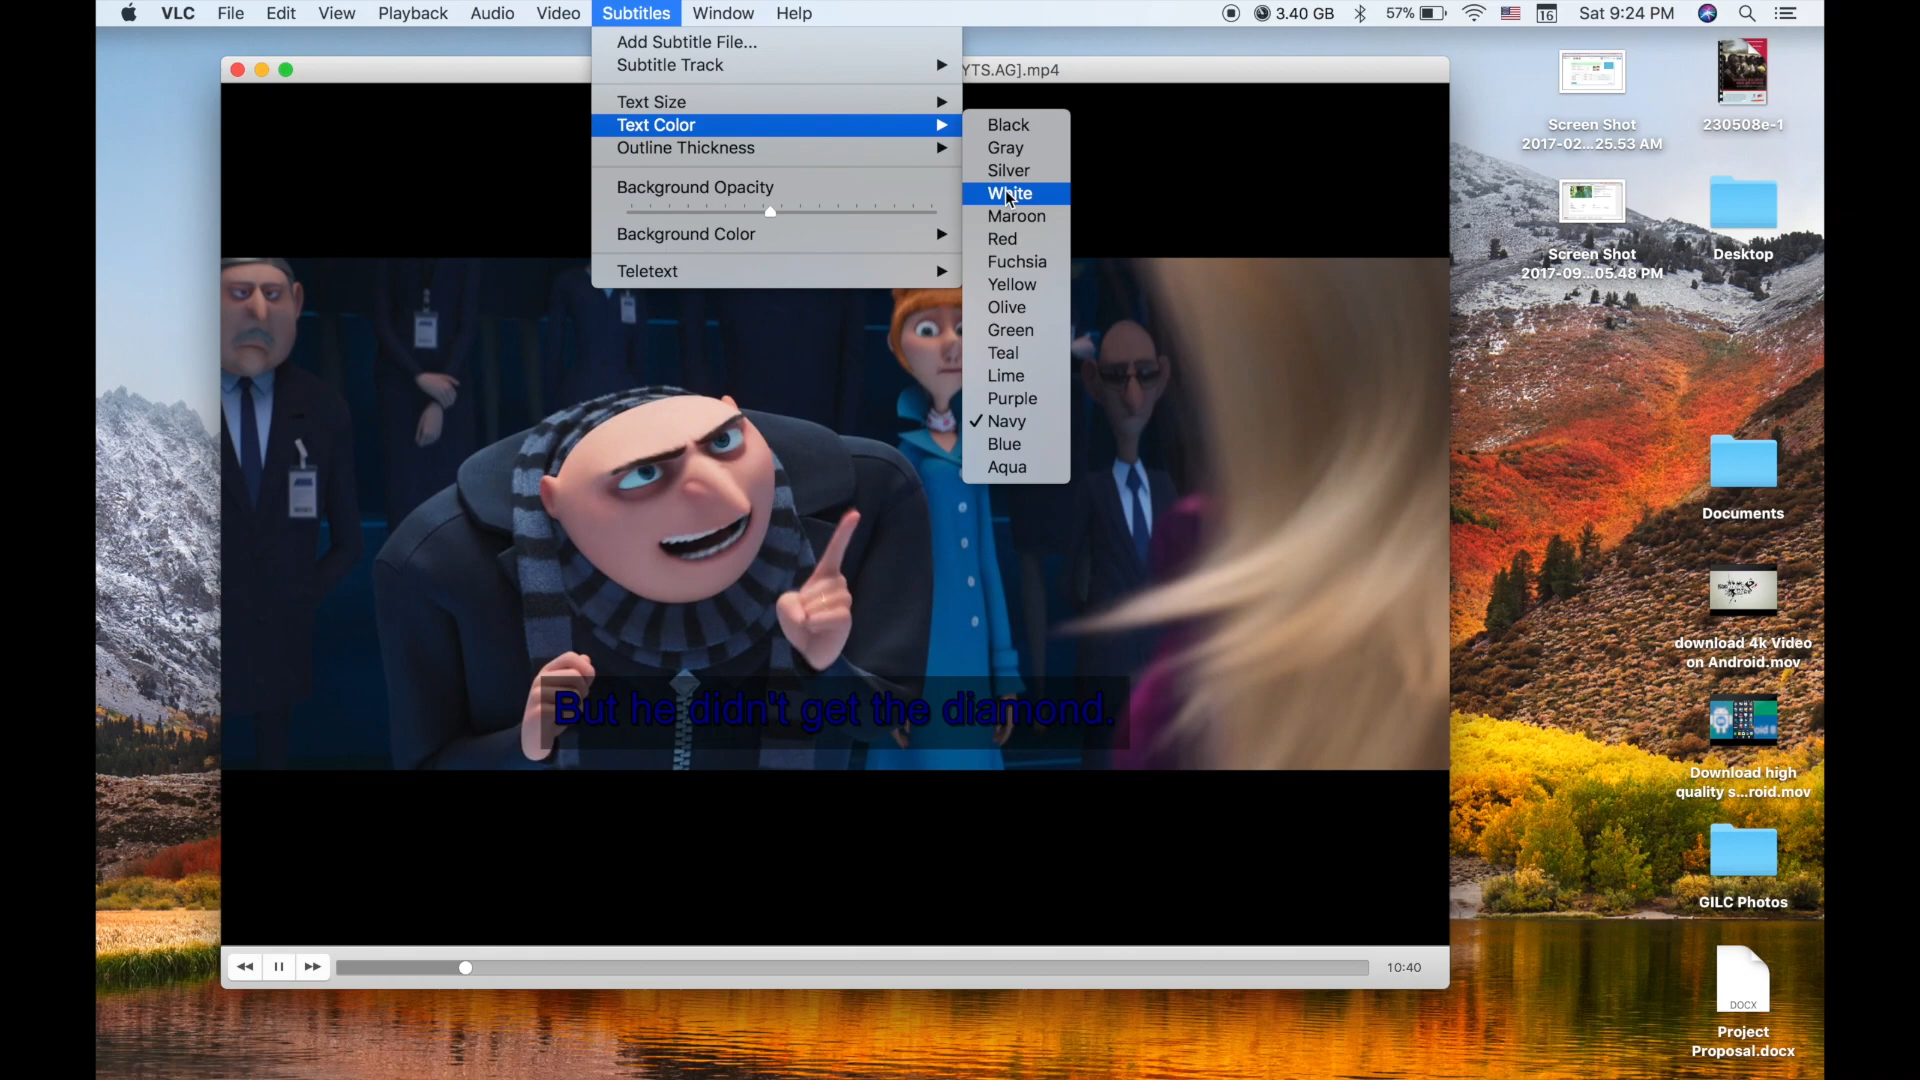 VLC File Edit View Playback Audio Video Subtitles Window Help 3.40 GB 57% 16 Sat 9:24 PM
YTS.AG].mp4
Add Subtitle File...
Subtitle Track
Text Size
Text Color
Outline Thickness
Background Opacity
Background Color
Teletext
Black
Gray
Silver
White
Maroon
Red
Fuchsia
Yellow
Olive
Green
Teal
Lime
Purple
✓ Navy
Blue
Aqua
But he didn't get the diamond.
10:40
Screen Shot
2017-02...25.53 AM
230508e-1
Screen Shot
2017-09...05.48 PM
Desktop
Documents
download 4k Video
on Android.mov
Download high
quality s...roid.mov
GILC Photos
DOCX
Project
Proposal.docx